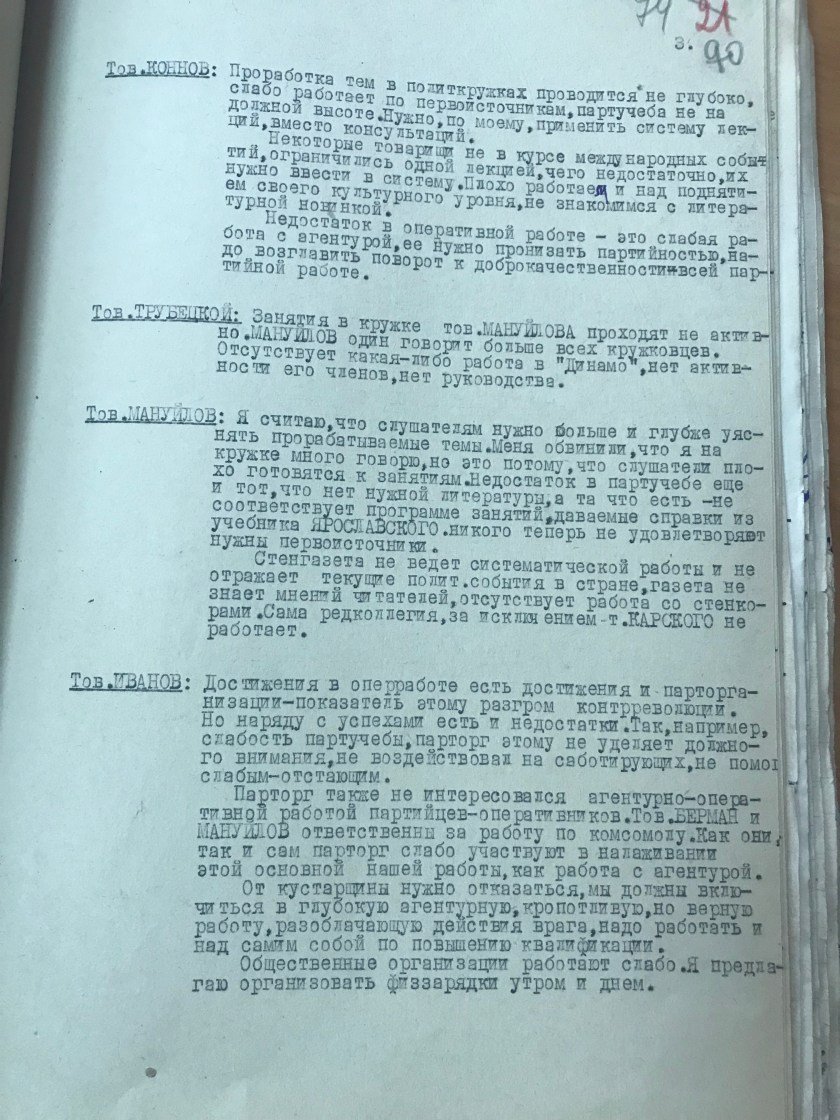 74 21
3.
90
Тов.КОННОВ: Проработка тем в политкружках проводится не глубоко,
слабо работает по первоисточникам,партучеба не на
должной высоте.Нужно,по моему,применить систему лек-
ций,вместо консультаций.
Некоторые товарищи не в курсе международных собы-
тий,ограничились одной лекцией,чего недостаточно,их
нужно ввести в систему.Плохо работаем и над подняти-
ем своего культурного уровня,не знакомимся с литера-
турной новинкой.
Недостаток в оперативной работе - это слабая ра-
бота с агентурой,ее нужно пронизать партийностью,на-
до возглавить поворот к доброкачественности всей пар-
тийной работе.
Тов.ТРУБЕЦКОЙ: Занятия в кружке тов.МАНУЙЛОВА проходят не актив-
но.МАНУЙЛОВ один говорит больше всех кружковцев.
Отсутствует какая-либо работа в "Динамо",нет актив-
ности его членов,нет руководства.
Тов.МАНУЙЛОВ: Я считаю,что слушателям нужно больше и глубже уяс-
нять прорабатываемые темы.Меня обвинили,что я на
кружке много говорю,но это потому,что слушатели пло-
хо готовятся к занятиям.Недостаток в партучебе еще
и тот,что нет нужной литературы,а та что есть -не
соответствует программе занятий,даваемые справки из
учебника ЯРОСЛАВСКОГО.никого теперь не удовлетворяют
нужны первоисточники.
Стенгазета не ведет систематической работы и не
отражает текущие полит.события в стране,газета не
знает мнений читателей,отсутствует работа со стенко-
рами.Сама редколлегия,за исключением-т.КАРСКОГО не
работает.
Тов.ИВАНОВ: Достижения в оперработе есть достижения и парторга-
низации-показатель этому разгром контрреволюции.
Но наряду с успехами есть и недостатки.Так,например,
слабость партучебы,парторг этому не уделяет должно-
го внимания,не воздействовал на саботирующих,не помог
слабым-отстающим.
Парторг также не интересовался агентурно-опера-
тивной работой партийцев-оперативников.Тов.БЕРМАН и
МАНУЙЛОВ ответственны за работу по комсомолу.Как они,
так и сам парторг слабо участвуют в налаживании
этой основной нашей работы,как работа с агентурой.
От кустарщины нужно отказаться,мы должны вклю-
читься в глубокую агентурную,кропотливую,но верную
работу,разоблачающую действия врага,надо работать и
над самим собой по повышению квалификации.
Общественные организации работают слабо.Я предла-
гаю организовать физзарядки утром и днем.